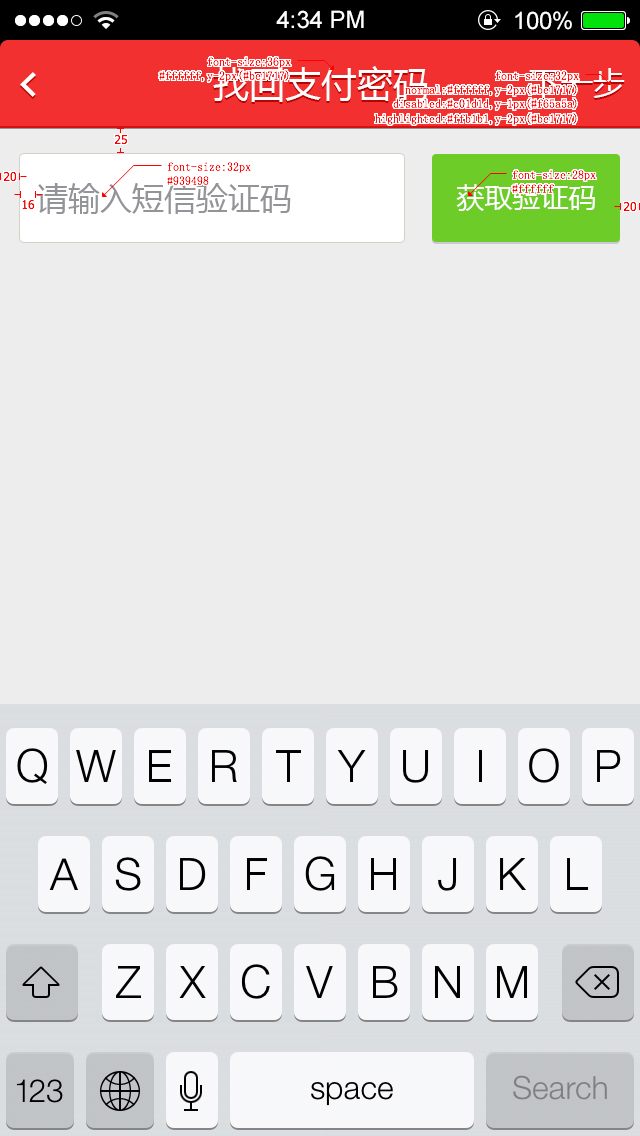 4:34 PM
100%
找回支付密码
下一步
font-size:36px
#ffffff,y-2px(#be1717)
font-size:32px
normal:#ffffff,y-2px(#be1717)
disabled:#c01d1d,y-1px(#f65a5a)
highlighted:#ffb1b1,y-2px(#be1717)
25
20
16
font-size:32px
#939498
请输入短信验证码
font-size:28px
#ffffff
获取验证码
20
Q W E R T Y U I O P
A S D F G H J K L
Z X C V B N M
123 space Search